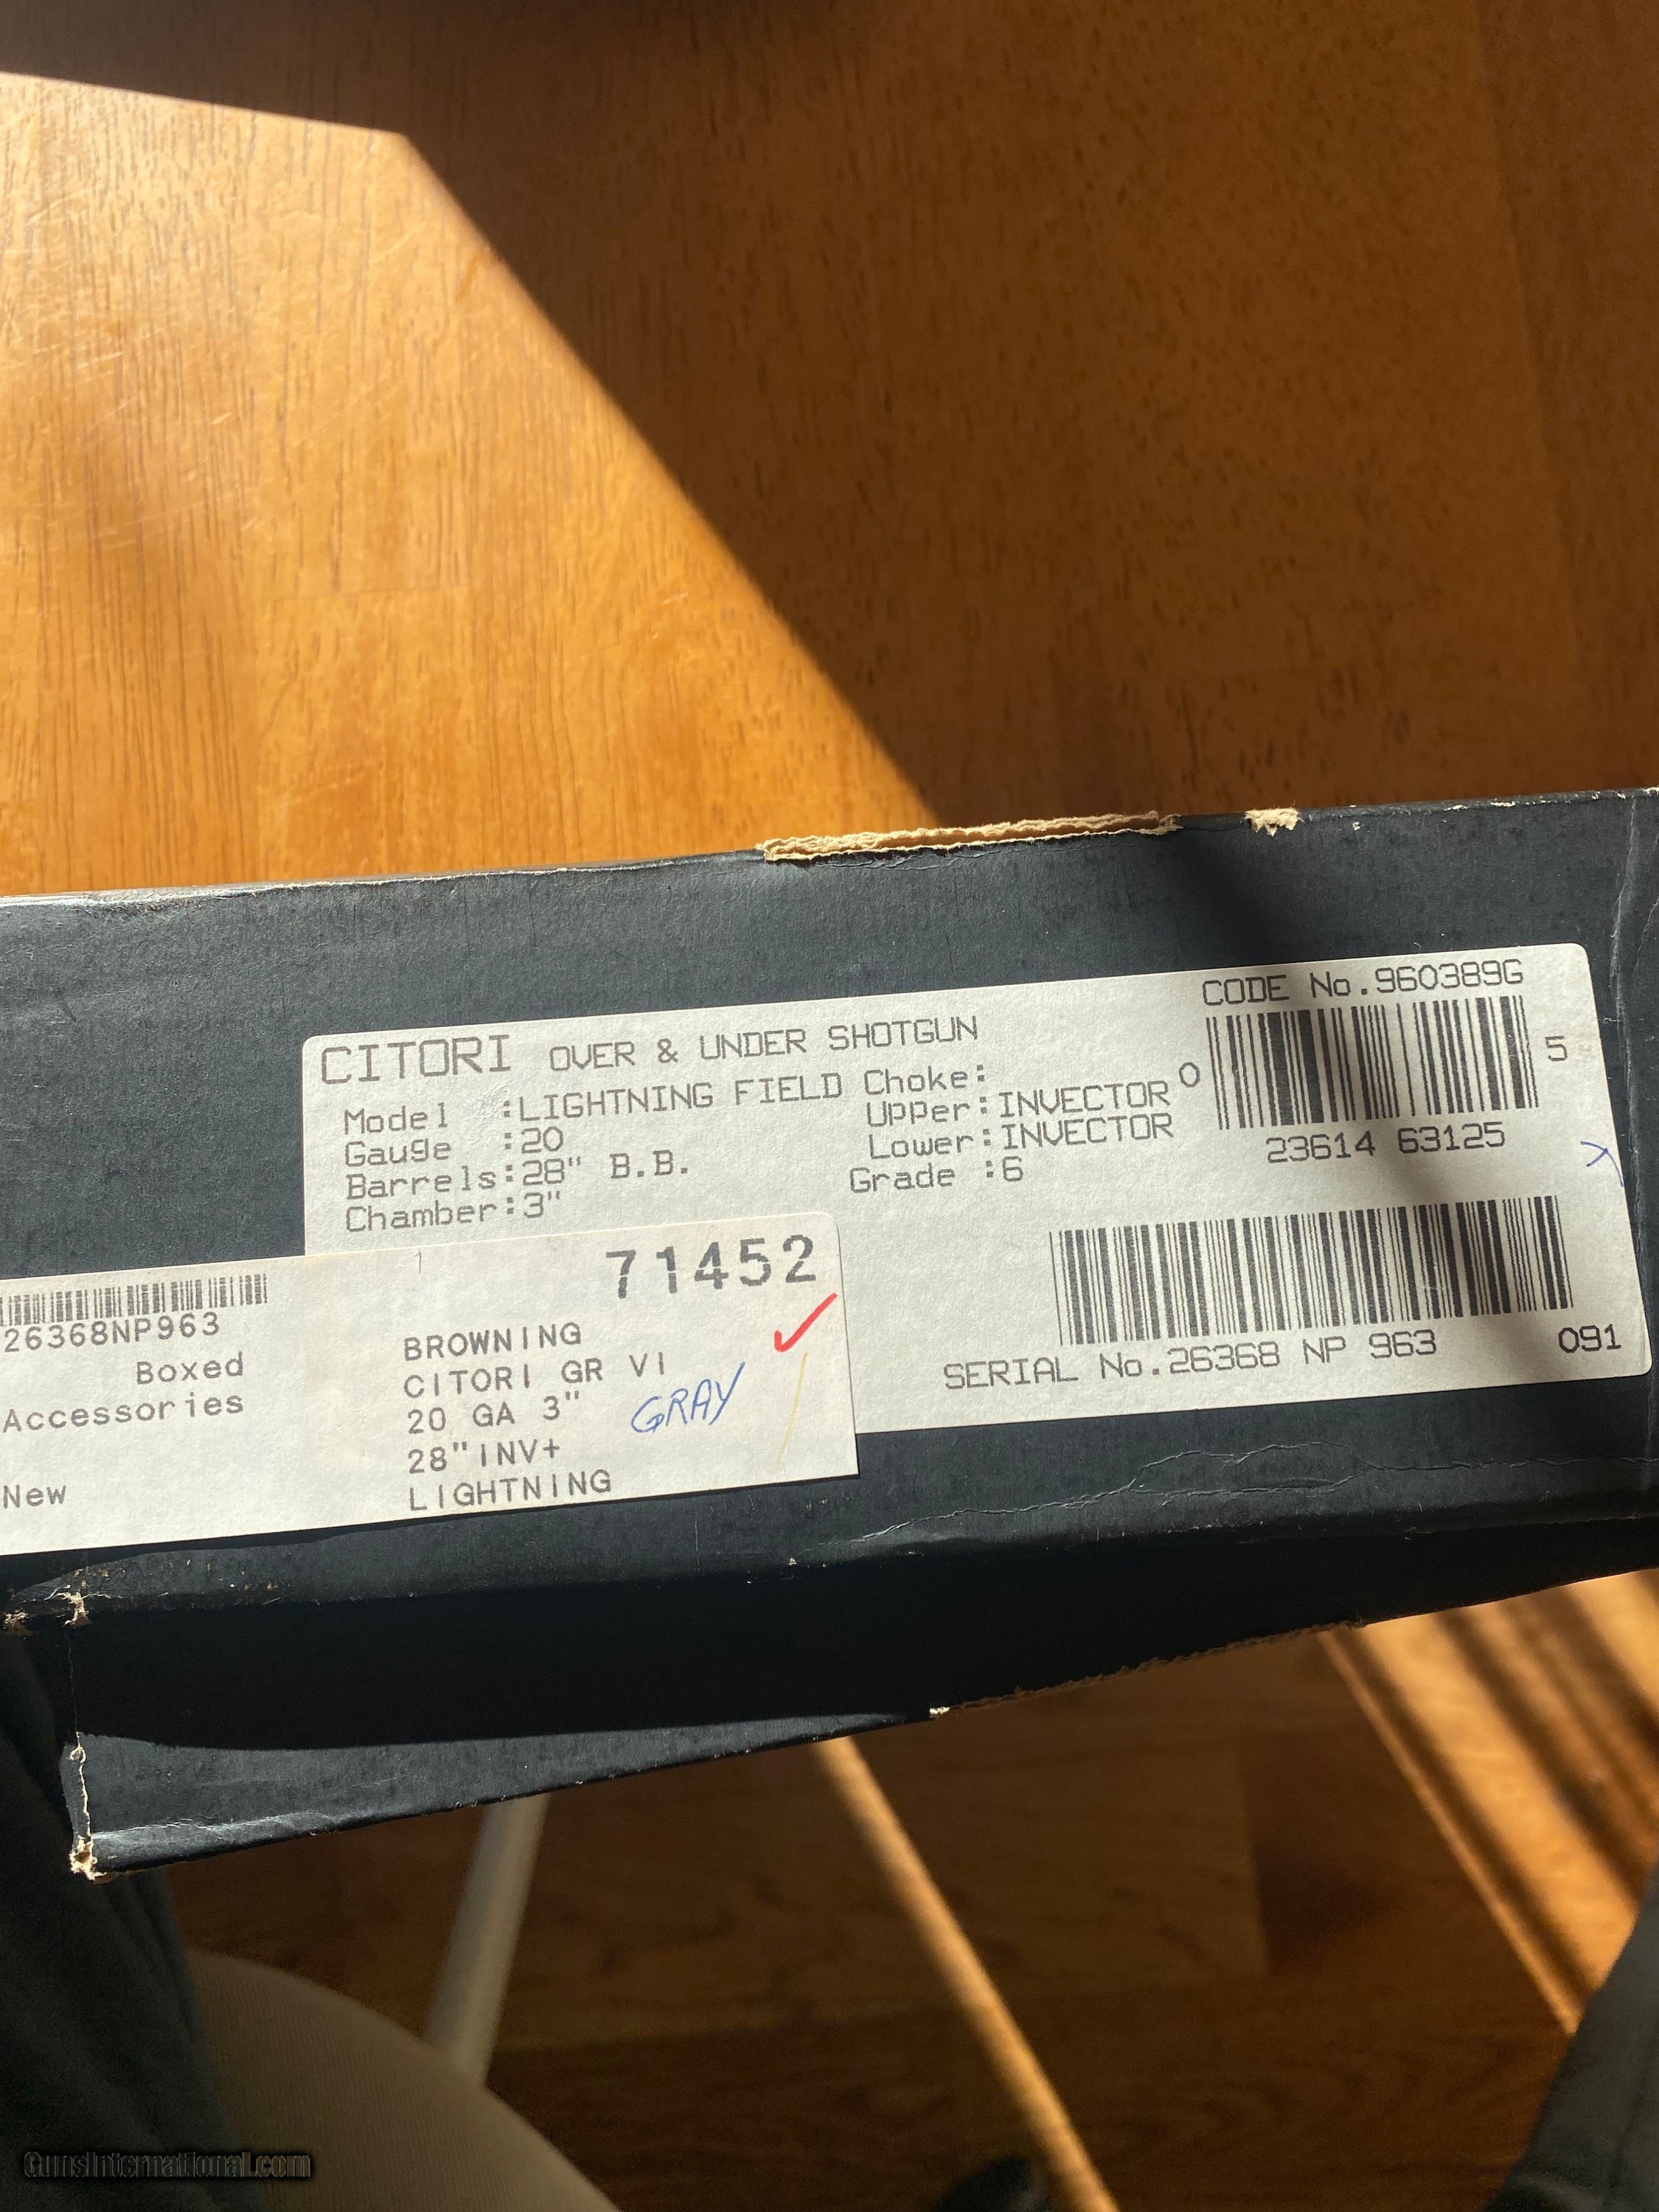 CODE No.960389G
CITORI OVER & UNDER SHOTGUN
Model :LIGHTNING FIELD
Gauge :20
Barrels:28" B.B.
Chamber:3"
Choke:
Upper:INVECTOR
Lower:INVECTOR
Grade :6
0 23614 63125 5
SERIAL No.26368 NP 963
091
71452
26368NP963
Boxed
Accessories
New
BROWNING
CITORI GR VI
20 GA 3"
28"INV+
LIGHTNING
GRAY
GunsInternational.com